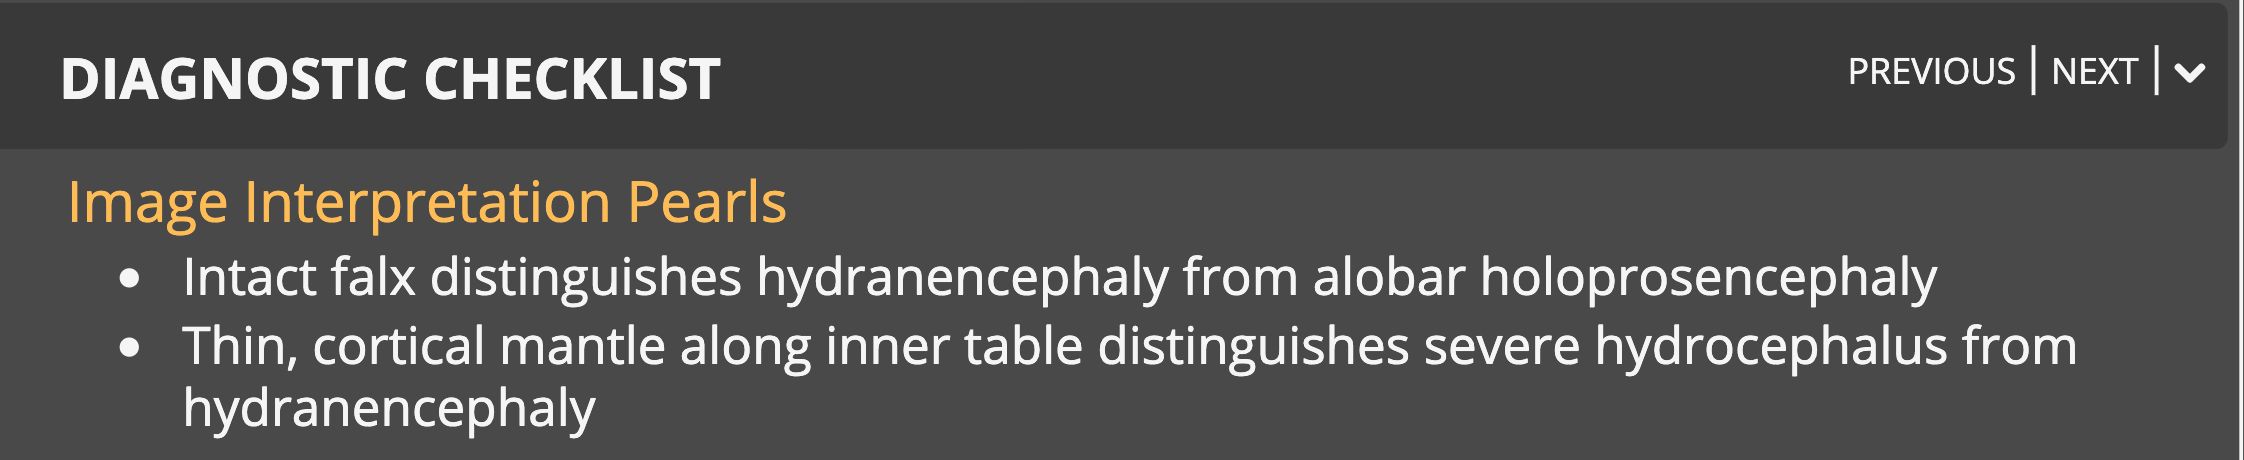 DIAGNOSTIC CHECKLIST
PREVIOUS | NEXT |
Image Interpretation Pearls
• Intact falx distinguishes hydranencephaly from alobar holoprosencephaly
• Thin, cortical mantle along inner table distinguishes severe hydrocephalus from
hydranencephaly